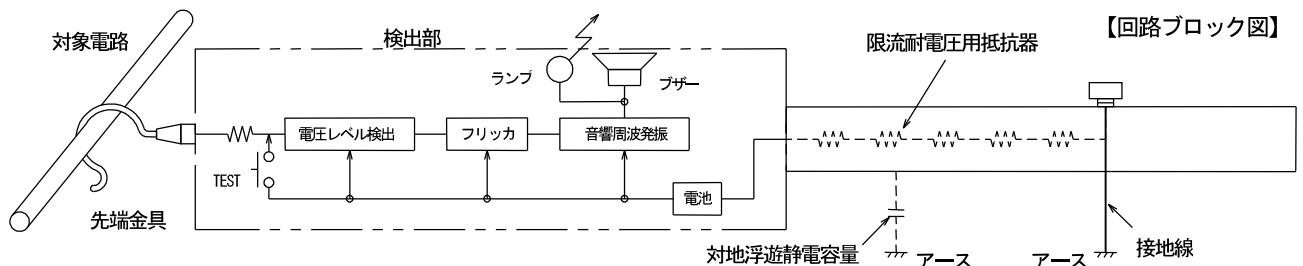 【回路ブロック図】
対象電路
検出部
限流耐電圧用抵抗器
ランプ
ブザー
電圧レベル検出
フリッカ
音響周波発振
TEST
電池
先端金具
対地浮遊静電容量
アース
アース
接地線